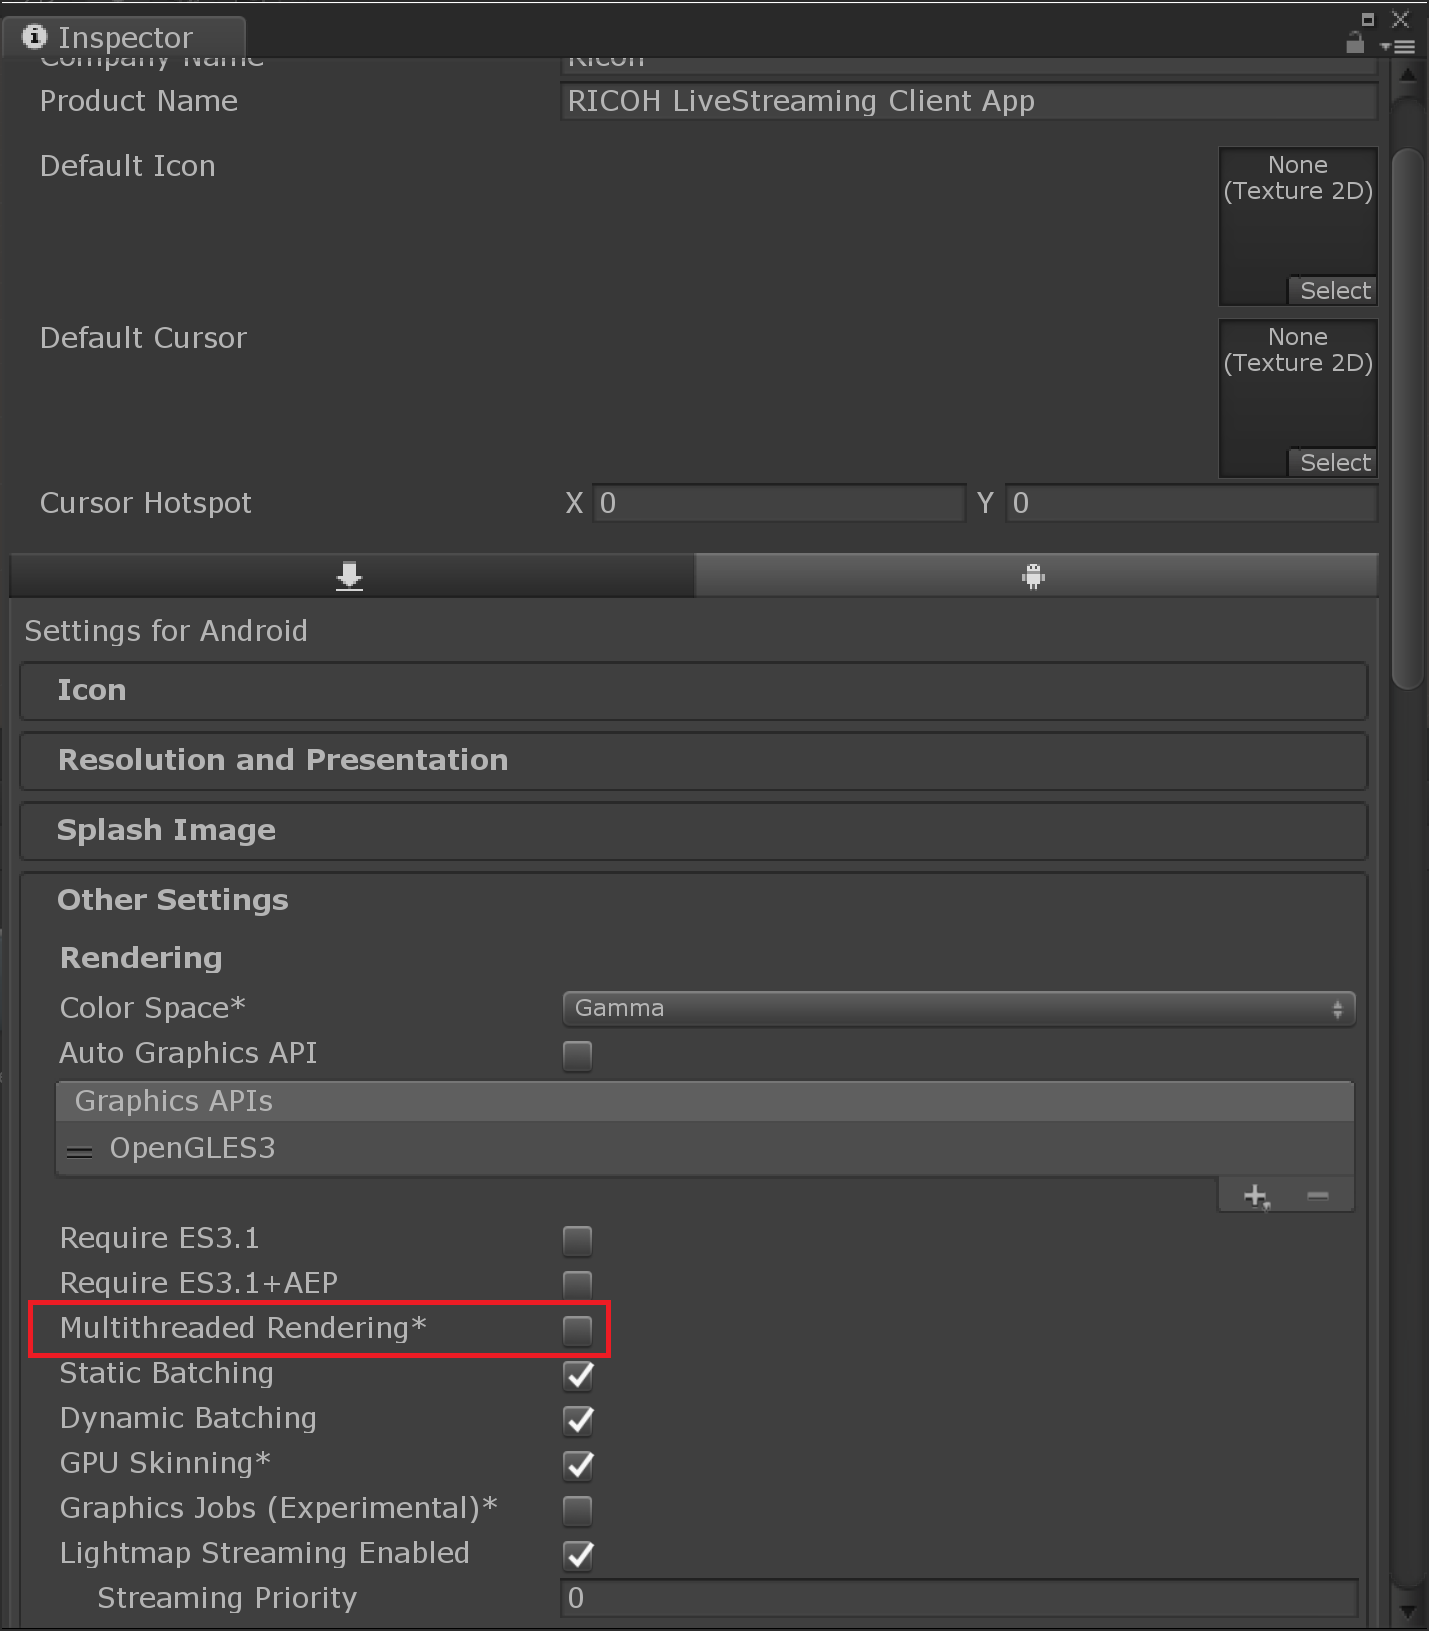 Inspector
Company Name Ricoh
Product Name RICOH LiveStreaming Client App
Default Icon
None
(Texture 2D)
Select
Default Cursor
None
(Texture 2D)
Select
Cursor Hotspot X 0 Y 0
Settings for Android
Icon
Resolution and Presentation
Splash Image
Other Settings
Rendering
Color Space* Gamma
Auto Graphics API
Graphics APIs
OpenGLES3
Require ES3.1
Require ES3.1+AEP
Multithreaded Rendering*
Static Batching
Dynamic Batching
GPU Skinning*
Graphics Jobs (Experimental)*
Lightmap Streaming Enabled
Streaming Priority 0